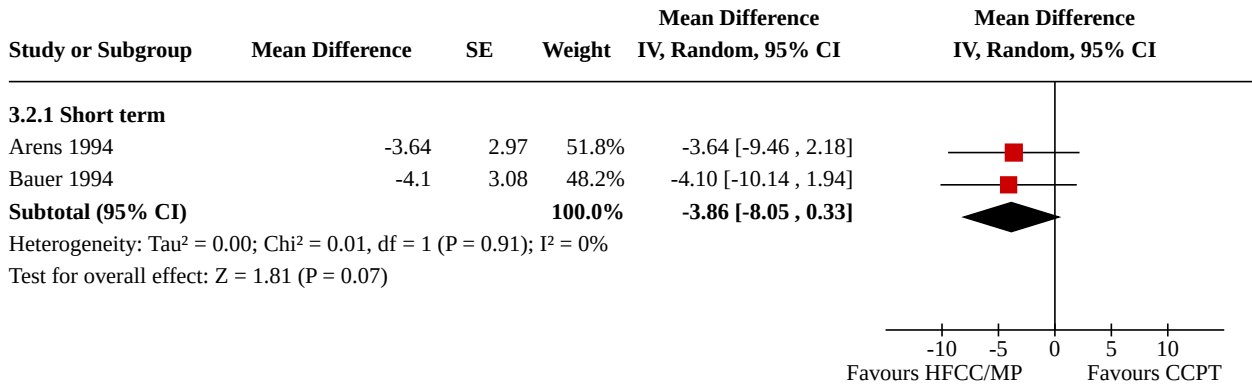 Mean Difference Mean Difference
Study or Subgroup Mean Difference SE Weight IV, Random, 95% CI IV, Random, 95% CI
3.2.1 Short term
Arens 1994 -3.64 2.97 51.8% -3.64 [-9.46 , 2.18]
Bauer 1994 -4.1 3.08 48.2% -4.10 [-10.14 , 1.94]
Subtotal (95% CI) 100.0% -3.86 [-8.05 , 0.33]
Heterogeneity: Tau² = 0.00; Chi² = 0.01, df = 1 (P = 0.91); I² = 0%
Test for overall effect: Z = 1.81 (P = 0.07)
-10 -5 0 5 10
Favours HFCC/MP Favours CCPT